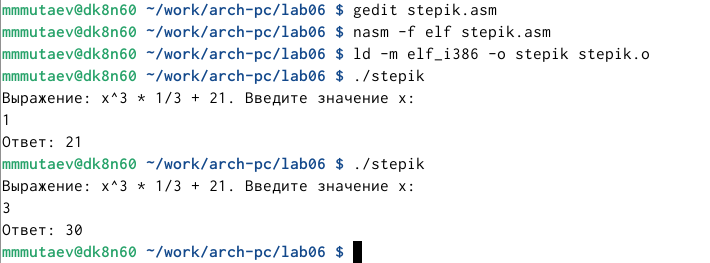 mmmutaev@dk8n60 ~/work/arch-pc/lab06 $ gedit stepik.asm
mmmutaev@dk8n60 ~/work/arch-pc/lab06 $ nasm -f elf stepik.asm
mmmutaev@dk8n60 ~/work/arch-pc/lab06 $ ld -m elf_i386 -o stepik stepik.o
mmmutaev@dk8n60 ~/work/arch-pc/lab06 $ ./stepik
Выражение: x^3 * 1/3 + 21. Введите значение x:
1
Ответ: 21
mmmutaev@dk8n60 ~/work/arch-pc/lab06 $ ./stepik
Выражение: x^3 * 1/3 + 21. Введите значение x:
3
Ответ: 30
mmmutaev@dk8n60 ~/work/arch-pc/lab06 $